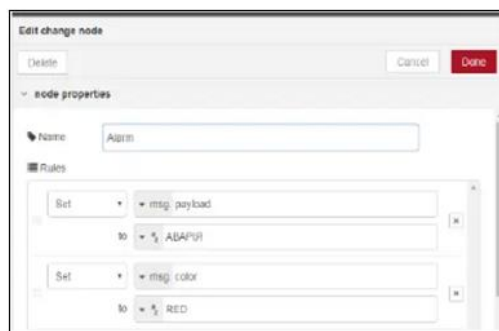 Edit change node
Delete
Cancel
Done
node properties
Name
Alarm
Rules
Set
msg. payload
to
Set
msg. color
to
RED